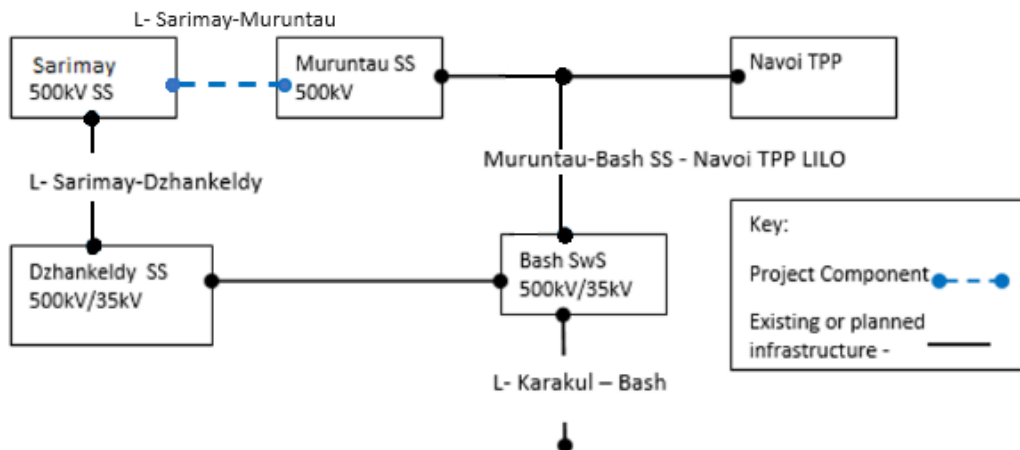 L- Sarimay-Muruntau
Sarimay
500kV SS
Muruntau SS
500kV
Navoi TPP
Muruntau-Bash SS - Navoi TPP LILO
L- Sarimay-Dzhankeldy
Dzhankeldy SS
500kV/35kV
Bash SwS
500kV/35kV
L- Karakul – Bash
Key:
Project Component
Existing or planned
infrastructure -